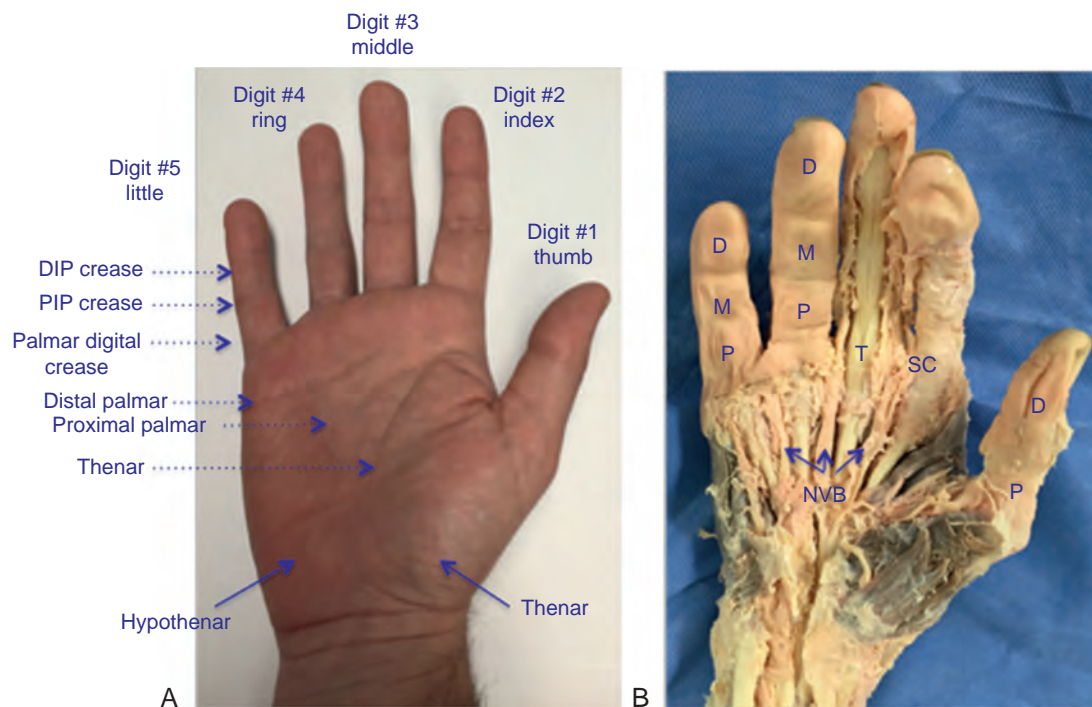 Digit #3
middle
Digit #4
ring
Digit #2
index
Digit #5
little
Digit #1
thumb
DIP crease
PIP crease
Palmar digital
crease
Distal palmar
Proximal palmar
Thenar
Hypothenar
Thenar
A
D
D
M
M
P
P
T
SC
D
NVB
P
B